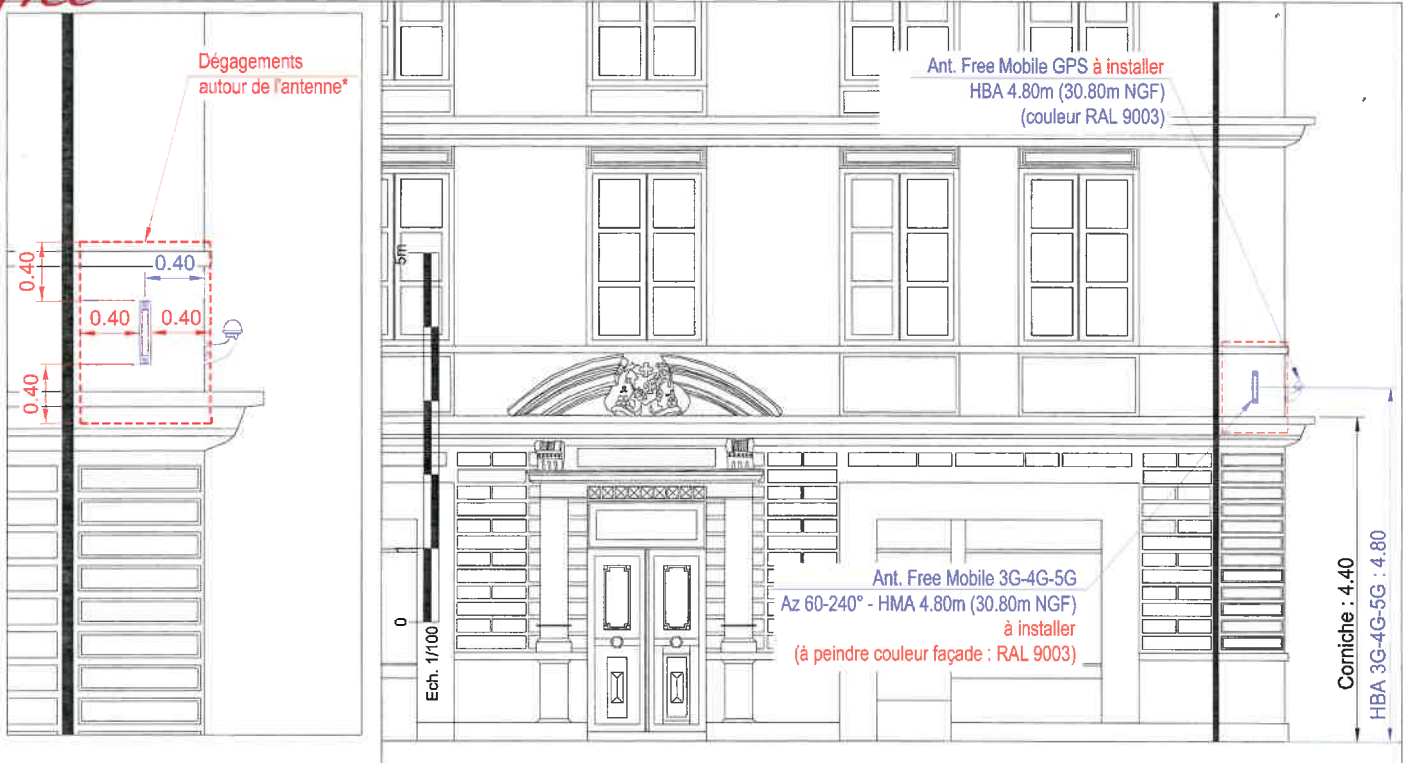 Dégagements
autour de l'antenne*
0.40
0.40
0.40
0.40
0.40
Ant. Free Mobile GPS à installer
HBA 4.80m (30.80m NGF)
(couleur RAL 9003)
5m
1
0
Ech. 1/100
Ant. Free Mobile 3G-4G-5G
Az 60-240° - HMA 4.80m (30.80m NGF)
à installer
(à peindre couleur façade : RAL 9003)
Corniche : 4.40
HBA 3G-4G-5G : 4.80